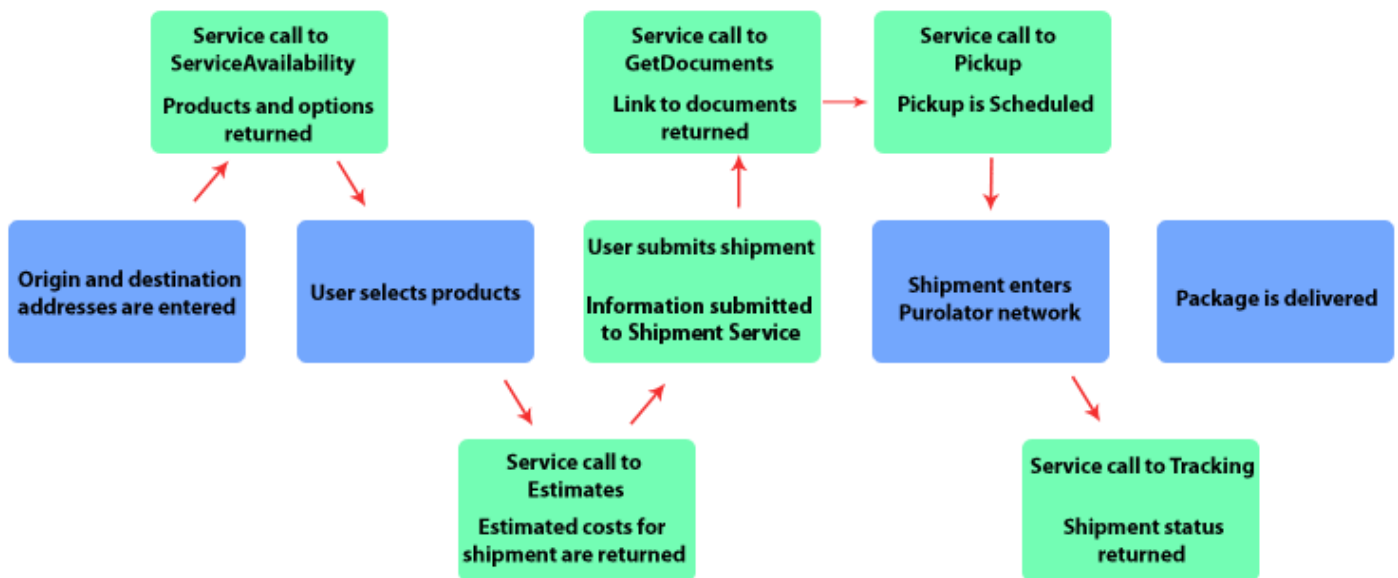 Service call to
ServiceAvailability
Products and options
returned
Service call to
GetDocuments
Link to documents
returned
Service call to
Pickup
Pickup is Scheduled
Origin and destination
addresses are entered
User selects products
User submits shipment
Information submitted
to Shipment Service
Shipment enters
Purolator network
Package is delivered
Service call to
Estimates
Estimated costs for
shipment are returned
Service call to Tracking
Shipment status
returned